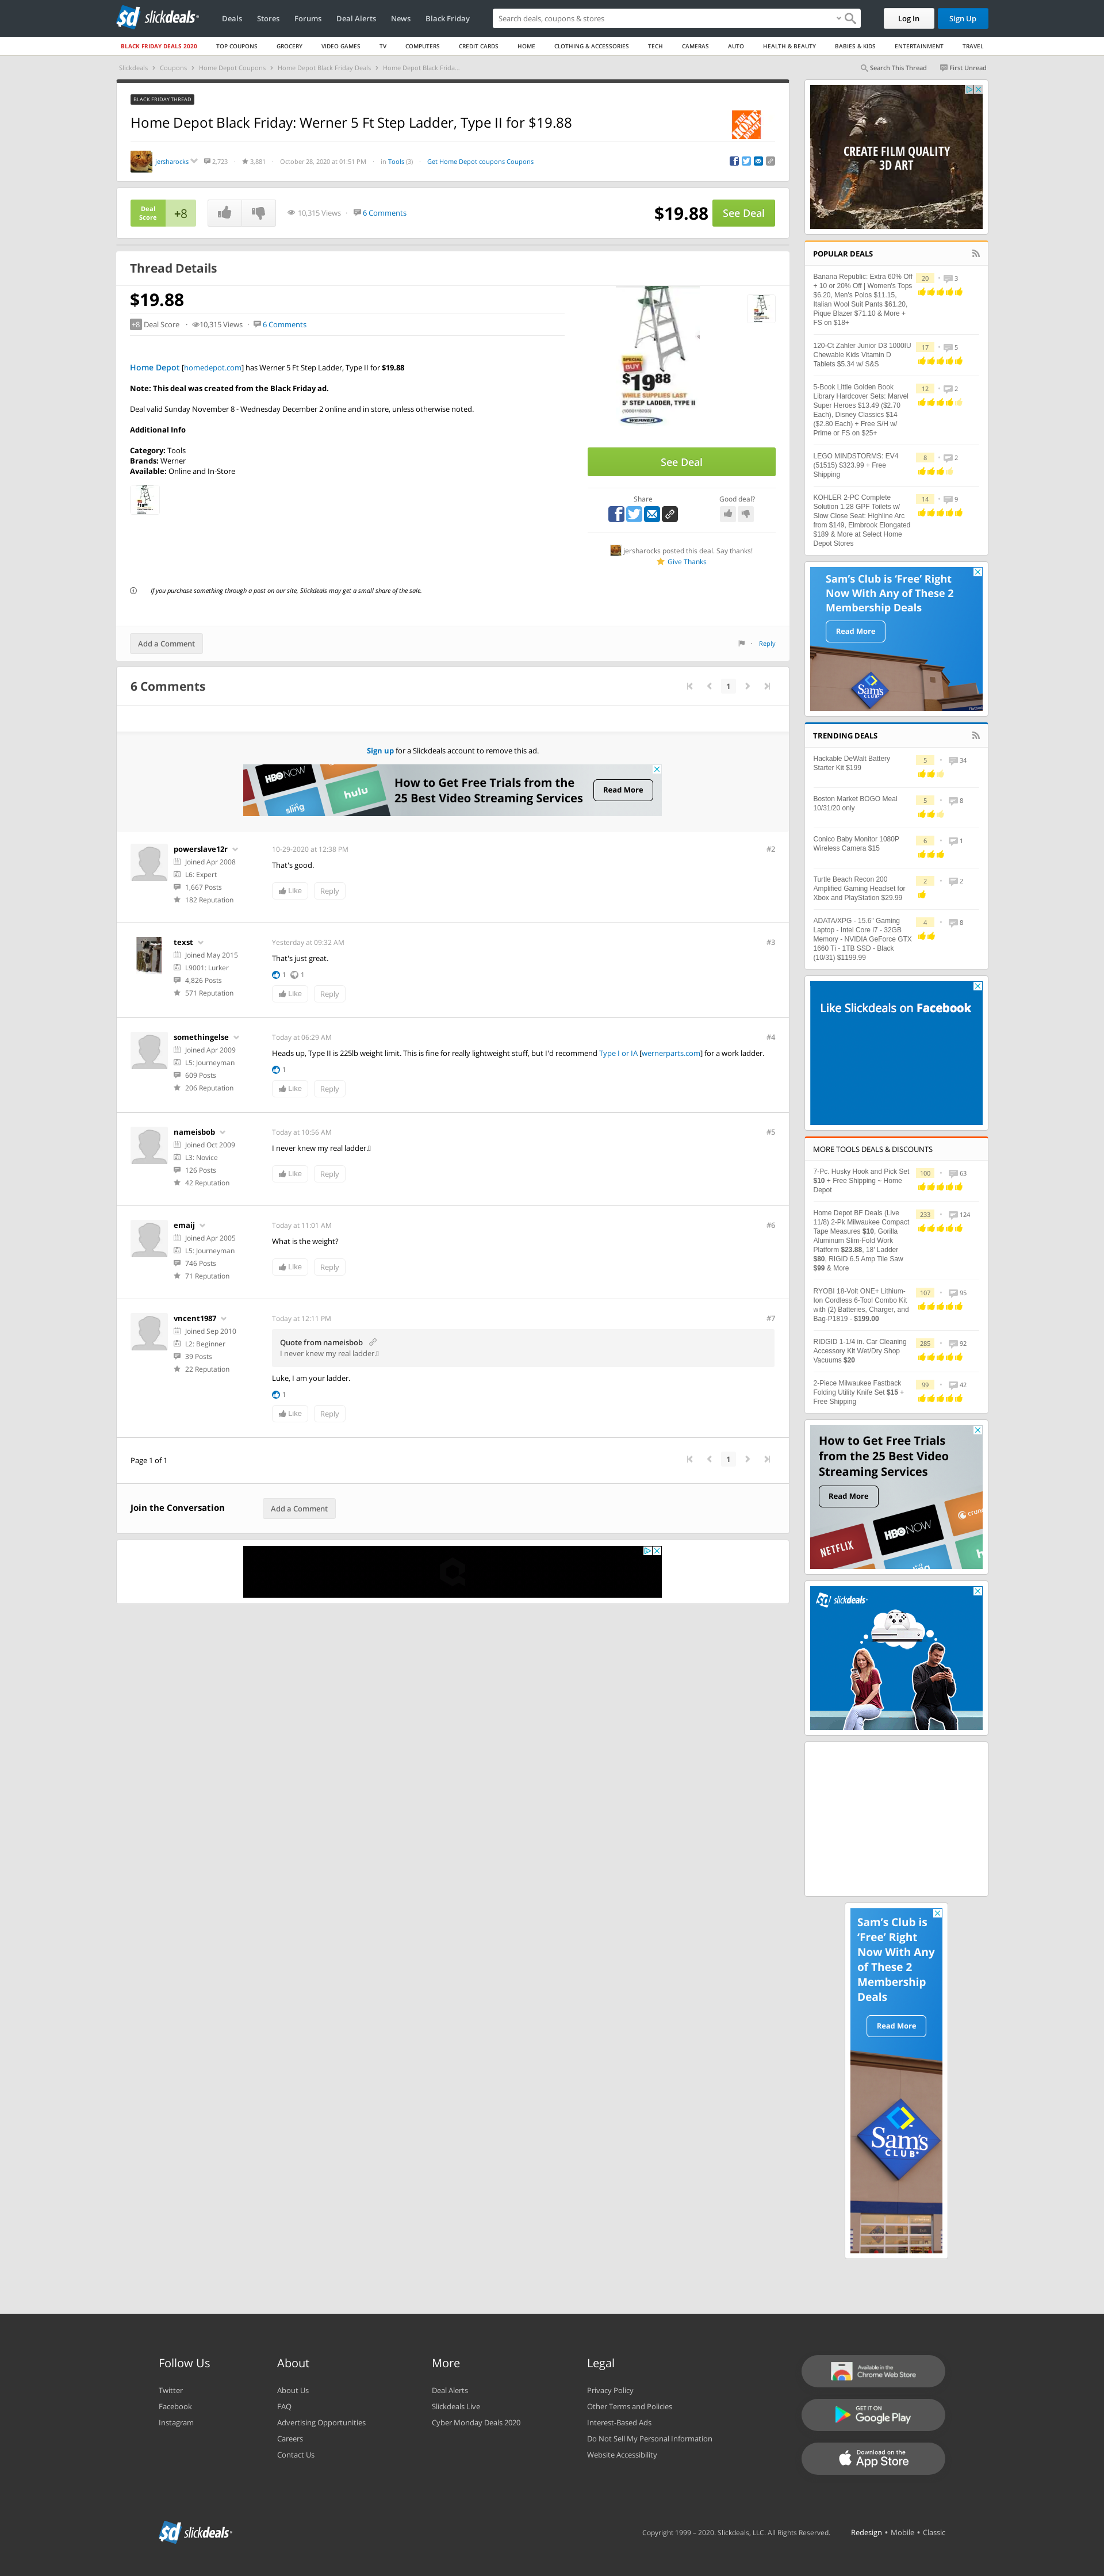 sd slickdeals
Deals Stores Forums Deal Alerts News Black Friday
Search deals, coupons & stores
Log In Sign Up
BLACK FRIDAY DEALS 2020 TOP COUPONS GROCERY VIDEO GAMES TV COMPUTERS CREDIT CARDS HOME CLOTHING & ACCESSORIES TECH CAMERAS AUTO HEALTH & BEAUTY BABIES & KIDS ENTERTAINMENT TRAVEL
Slickdeals Coupons Home Depot Coupons Home Depot Black Friday Deals Home Depot Black Frida...
Search This Thread First Unread
BLACK FRIDAY THREAD
Home Depot Black Friday: Werner 5 Ft Step Ladder, Type II for $19.88
jersharocks 2,723 · 3,881 · October 28, 2020 at 01:51 PM · in Tools (3) · Get Home Depot coupons Coupons
Deal Score +8
10,315 Views · 6 Comments
$19.88 See Deal
Thread Details
$19.88
+8 Deal Score · 10,315 Views · 6 Comments
Home Depot [homedepot.com] has Werner 5 Ft Step Ladder, Type II for $19.88
Note: This deal was created from the Black Friday ad.
Deal valid Sunday November 8 - Wednesday December 2 online and in store, unless otherwise noted.
Additional Info
Category: Tools
Brands: Werner
Available: Online and In-Store
SPECIAL BUY
$19.88
WHILE SUPPLIES LAST
5' STEP LADDER, TYPE II
WERNER
See Deal
Share Good deal?
jersharocks posted this deal. Say thanks!
Give Thanks
If you purchase something through a post on our site, Slickdeals may get a small share of the sale.
Add a Comment
· Reply
6 Comments
1
Sign up for a Slickdeals account to remove this ad.
HBO NOW
sling
hulu
How to Get Free Trials from the
25 Best Video Streaming Services
Read More
powerslave12r
Joined Apr 2008
L6: Expert
1,667 Posts
182 Reputation
10-29-2020 at 12:38 PM #2
That's good.
Like Reply
texst
Joined May 2015
L9001: Lurker
4,826 Posts
571 Reputation
Yesterday at 09:32 AM #3
That's just great.
1 1
Like Reply
somethingelse
Joined Apr 2009
L5: Journeyman
609 Posts
206 Reputation
Today at 06:29 AM #4
Heads up, Type II is 225lb weight limit. This is fine for really lightweight stuff, but I'd recommend Type I or IA [wernerparts.com] for a work ladder.
1
Like Reply
nameisbob
Joined Oct 2009
L3: Novice
126 Posts
42 Reputation
Today at 10:56 AM #5
I never knew my real ladder.
Like Reply
emaij
Joined Apr 2005
L5: Journeyman
746 Posts
71 Reputation
Today at 11:01 AM #6
What is the weight?
Like Reply
vncent1987
Joined Sep 2010
L2: Beginner
39 Posts
22 Reputation
Today at 12:11 PM #7
Quote from nameisbob
I never knew my real ladder.
Luke, I am your ladder.
1
Like Reply
Page 1 of 1
1
Join the Conversation Add a Comment
CREATE FILM QUALITY
3D ART
POPULAR DEALS
Banana Republic: Extra 60% Off
+ 10 or 20% Off | Women's Tops
$6.20, Men's Polos $11.15,
Italian Wool Suit Pants $61.20,
Pique Blazer $71.10 & More +
FS on $18+
20 · 3
120-Ct Zahler Junior D3 1000IU
Chewable Kids Vitamin D
Tablets $5.34 w/ S&S
17 · 5
5-Book Little Golden Book
Library Hardcover Sets: Marvel
Super Heroes $13.49 ($2.70
Each), Disney Classics $14
($2.80 Each) + Free S/H w/
Prime or FS on $25+
12 · 2
LEGO MINDSTORMS: EV4
(51515) $323.99 + Free
Shipping
8 · 2
KOHLER 2-PC Complete
Solution 1.28 GPF Toilets w/
Slow Close Seat: Highline Arc
from $149, Elmbrook Elongated
$189 & More at Select Home
Depot Stores
14 · 9
Sam's Club is 'Free' Right
Now With Any of These 2
Membership Deals
Read More
Sam's CLUB
TRENDING DEALS
Hackable DeWalt Battery
Starter Kit $199
5 · 34
Boston Market BOGO Meal
10/31/20 only
5 · 8
Conico Baby Monitor 1080P
Wireless Camera $15
6 · 1
Turtle Beach Recon 200
Amplified Gaming Headset for
Xbox and PlayStation $29.99
2 · 2
ADATA/XPG - 15.6" Gaming
Laptop - Intel Core i7 - 32GB
Memory - NVIDIA GeForce GTX
1660 Ti - 1TB SSD - Black
(10/31) $1199.99
4 · 8
Like Slickdeals on Facebook
MORE TOOLS DEALS & DISCOUNTS
7-Pc. Husky Hook and Pick Set
$10 + Free Shipping – Home
Depot
100 · 63
Home Depot BF Deals (Live
11/8) 2-Pk Milwaukee Compact
Tape Measures $10, Gorilla
Aluminum Slim-Fold Work
Platform $23.88, 18' Ladder
$80, RIGID 6.5 Amp Tile Saw
$99 & More
233 · 124
RYOBI 18-Volt ONE+ Lithium-
Ion Cordless 6-Tool Combo Kit
with (2) Batteries, Charger, and
Bag-P1819 - $199.00
107 · 95
RIDGID 1-1/4 in. Car Cleaning
Accessory Kit Wet/Dry Shop
Vacuums $20
285 · 92
2-Piece Milwaukee Fastback
Folding Utility Knife Set $15 +
Free Shipping
99 · 42
How to Get Free Trials
from the 25 Best Video
Streaming Services
Read More
NETFLIX
HBO NOW
sling
slickdeals
Sam's Club is
'Free' Right
Now With Any
of These 2
Membership
Deals
Read More
Sam's CLUB
Follow Us
Twitter
Facebook
Instagram
About
About Us
FAQ
Advertising Opportunities
Careers
Contact Us
More
Deal Alerts
Slickdeals Live
Cyber Monday Deals 2020
Legal
Privacy Policy
Other Terms and Policies
Interest-Based Ads
Do Not Sell My Personal Information
Website Accessibility
Available in the
Chrome Web Store
GET IT ON
Google Play
Download on the
App Store
sd slickdeals
Copyright 1999 – 2020. Slickdeals, LLC. All Rights Reserved. Redesign • Mobile • Classic